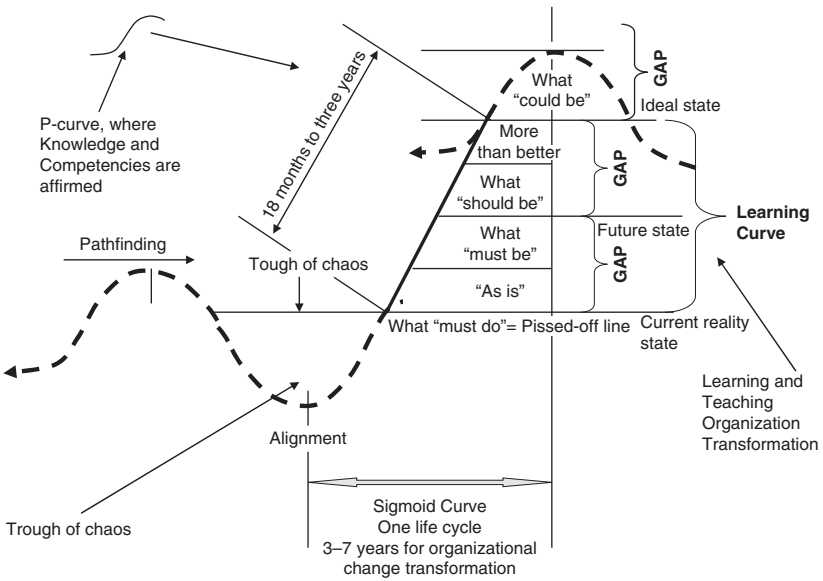 P-curve, where
Knowledge and
Competencies are
affirmed
18 months to three years
What
“could be”
GAP
Ideal state
More
than better
GAP
What
“should be”
Learning
Curve
Pathfinding
Tough of chaos
What
“must be”
Future state
GAP
“As is”
What “must do”= Pissed-off line
Current reality
state
Learning and
Teaching
Organization
Transformation
Alignment
Trough of chaos
Sigmoid Curve
One life cycle
3–7 years for organizational
change transformation